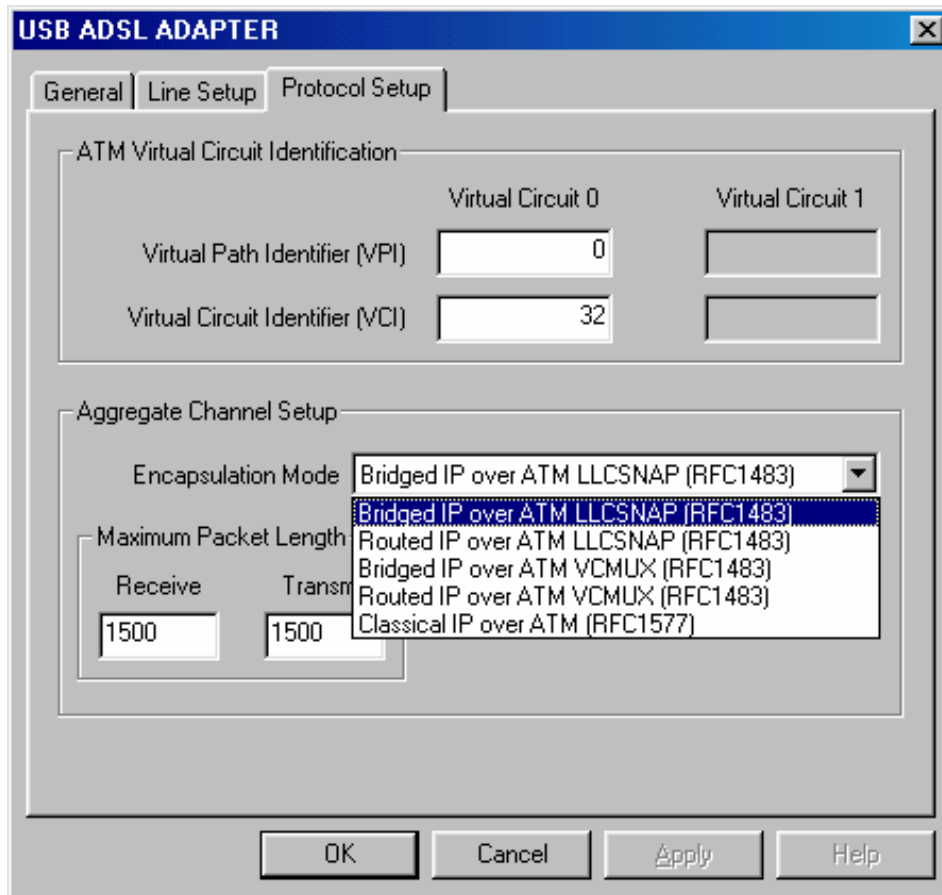 USB ADSL ADAPTER
General Line Setup Protocol Setup
ATM Virtual Circuit Identification
Virtual Circuit 0 Virtual Circuit 1
Virtual Path Identifier (VPI) 0
Virtual Circuit Identifier (VCI) 32
Aggregate Channel Setup
Encapsulation Mode Bridged IP over ATM LLCSNAP (RFC1483)
Bridged IP over ATM LLCSNAP (RFC1483)
Routed IP over ATM LLCSNAP (RFC1483)
Bridged IP over ATM VCMUX (RFC1483)
Routed IP over ATM VCMUX (RFC1483)
Classical IP over ATM (RFC1577)
Maximum Packet Length
Receive Transm
1500 1500
OK Cancel Apply Help